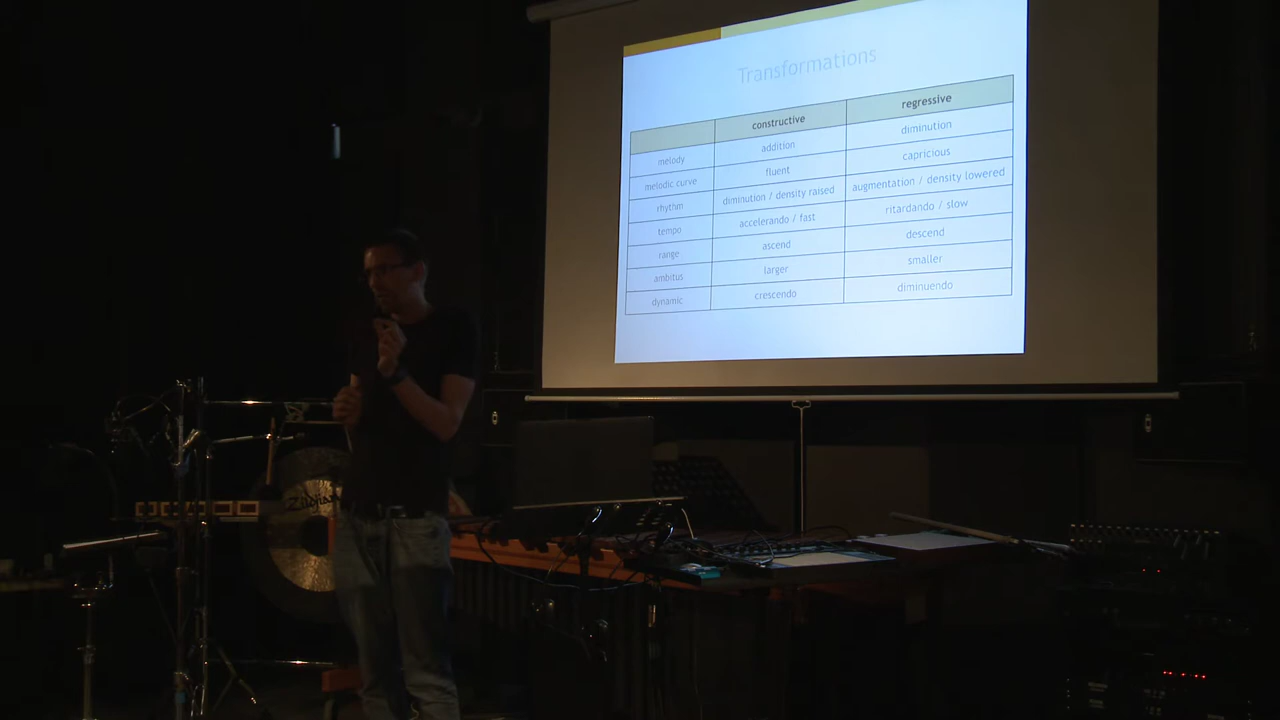 Transformations
constructive regressive
melody addition diminution
melodic curve fluent capricious
rhythm diminution / density raised augmentation / density lowered
tempo accelerando / fast ritardando / slow
range ascend descend
ambitus larger smaller
dynamic crescendo diminuendo
Zildjian